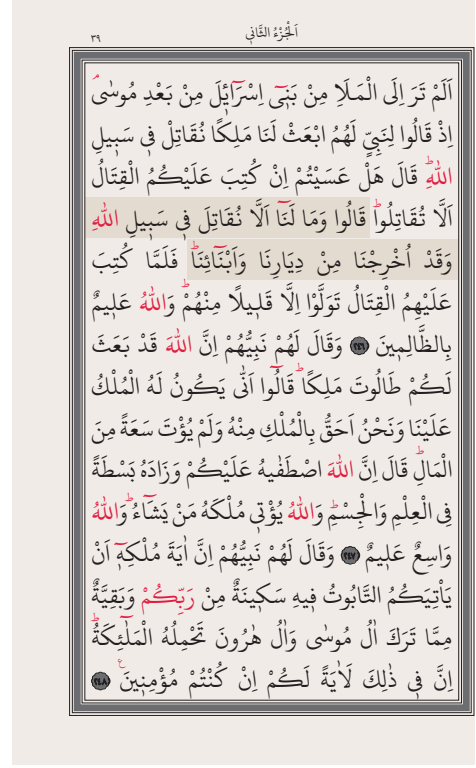 اَلْجُزْءُ الثَّانٖي
٣٩
اَلَمْ تَرَ اِلَى الْمَلَاِ مِنْ بَنٖٓي اِسْرَٓائٖلَ مِنْ بَعْدِ مُوسٰىۢ
اِذْ قَالُوا لِنَبِيٍّ لَهُمُ ابْعَثْ لَنَا مَلِكًا نُقَاتِلْ فٖي سَبٖيلِ
اللّٰهِؕ قَالَ هَلْ عَسَيْتُمْ اِنْ كُتِبَ عَلَيْكُمُ الْقِتَالُ
اَلَّا تُقَاتِلُواؕ قَالُوا وَمَا لَنَٓا اَلَّا نُقَاتِلَ فٖي سَبٖيلِ اللّٰهِ
وَقَدْ اُخْرِجْنَا مِنْ دِيَارِنَا وَاَبْنَٓائِنَاؕ فَلَمَّا كُتِبَ
عَلَيْهِمُ الْقِتَالُ تَوَلَّوْا اِلَّا قَلٖيلًا مِنْهُمْؕ وَاللّٰهُ عَلٖيمٌ
بِالظَّالِمٖينَ ﴿٢٤٦﴾ وَقَالَ لَهُمْ نَبِيُّهُمْ اِنَّ اللّٰهَ قَدْ بَعَثَ
لَكُمْ طَالُوتَ مَلِكًاؕ قَالُٓوا اَنّٰى يَكُونُ لَهُ الْمُلْكُ
عَلَيْنَا وَنَحْنُ اَحَقُّ بِالْمُلْكِ مِنْهُ وَلَمْ يُؤْتَ سَعَةً مِنَ
الْمَالِؕ قَالَ اِنَّ اللّٰهَ اصْطَفٰيهُ عَلَيْكُمْ وَزَادَهُ بَسْطَةً
فِي الْعِلْمِ وَالْجِسْمِؕ وَاللّٰهُ يُؤْتٖي مُلْكَهُ مَنْ يَشَٓاءُؕ وَاللّٰهُ
وَاسِعٌ عَلٖيمٌ ﴿٢٤٧﴾ وَقَالَ لَهُمْ نَبِيُّهُمْ اِنَّ اٰيَةَ مُلْكِهٖٓ اَنْ
يَاْتِيَكُمُ التَّابُوتُ فٖيهِ سَكٖينَةٌ مِنْ رَبِّكُمْ وَبَقِيَّةٌ
مِمَّا تَرَكَ اٰلُ مُوسٰى وَاٰلُ هٰرُونَ تَحْمِلُهُ الْمَلٰٓئِكَةُؕ
اِنَّ فٖي ذٰلِكَ لَاٰيَةً لَكُمْ اِنْ كُنْتُمْ مُؤْمِنٖينَࣖ ﴿٢٤٨﴾